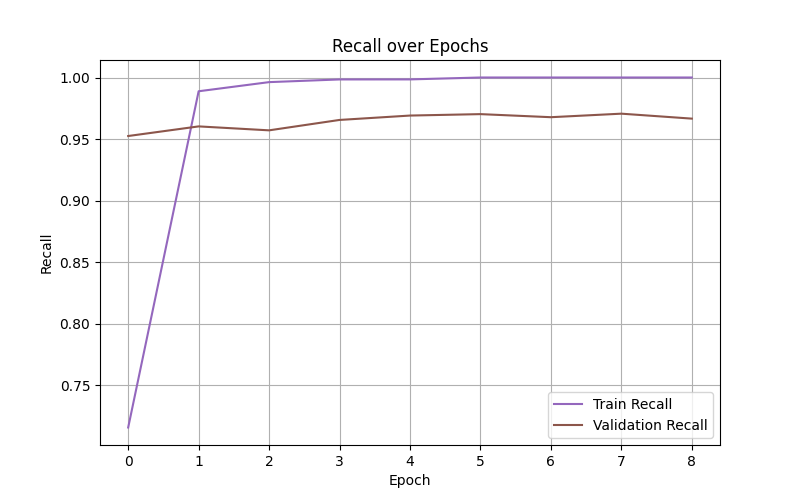 Recall over Epochs
1.00
0.95
0.90
0.85
0.80
0.75
Recall
0 1 2 3 4 5 6 7 8
Epoch
Train Recall
Validation Recall